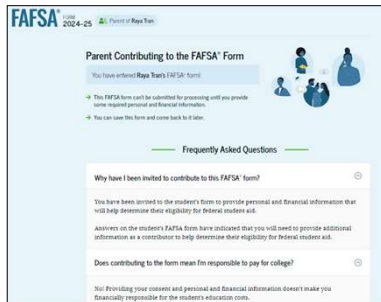 FAFSA® FORM 2024–25 Parent of Raya Tran
Parent Contributing to the FAFSA® Form
You have entered Raya Tran's FAFSA® form!
→ This FAFSA form can't be submitted for processing until you provide
some required personal and financial information.
→ You can save this form and come back to it later.
Frequently Asked Questions
Why have I been invited to contribute to this FAFSA® form?
You have been invited to the student's form to provide personal and financial information that
will help determine their eligibility for federal student aid.
Answers on the student's FAFSA form have indicated that you will need to provide additional
information as a contributor to help determine their eligibility for federal student aid.
Does contributing to the form mean I'm responsible to pay for college?
No! Providing your consent and personal and financial information doesn't make you
financially responsible for the student's education costs.